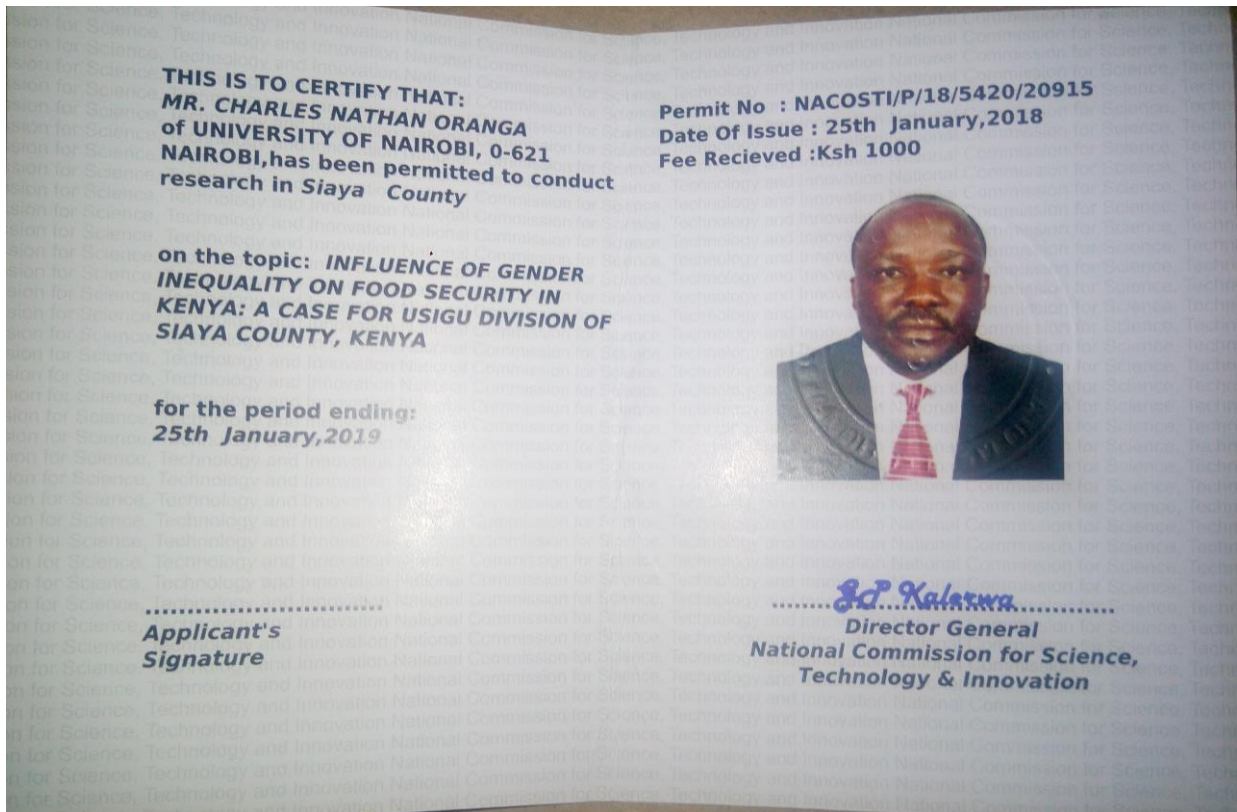 THIS IS TO CERTIFY THAT:
MR. CHARLES NATHAN ORANGA
of UNIVERSITY OF NAIROBI, 0-621
NAIROBI,has been permitted to conduct
research in Siaya County
on the topic: INFLUENCE OF GENDER
INEQUALITY ON FOOD SECURITY IN
KENYA: A CASE FOR USIGU DIVISION OF
SIAYA COUNTY, KENYA
for the period ending:
25th January,2019
Applicant's
Signature
Permit No : NACOSTI/P/18/5420/20915
Date Of Issue : 25th January,2018
Fee Recieved :Ksh 1000
Director General
National Commission for Science,
Technology & Innovation